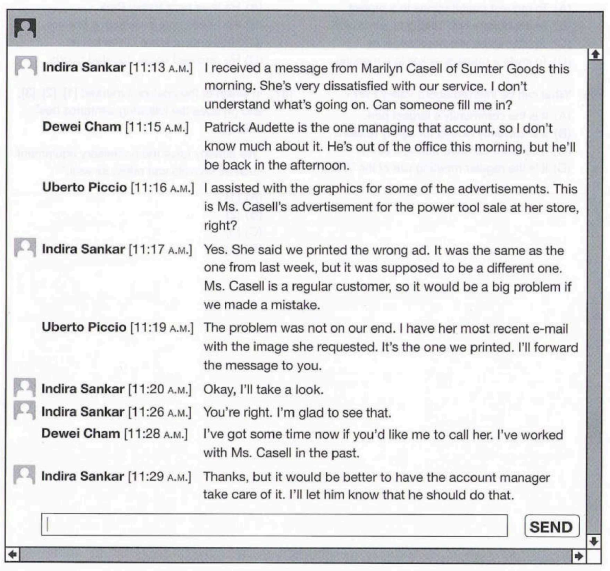 Indira Sankar [11:13 A.M.] I received a message from Marilyn Casell of Sumter Goods this
morning. She's very dissatisfied with our service. I don't
understand what's going on. Can someone fill me in?
Dewei Cham [11:15 A.M.] Patrick Audette is the one managing that account, so I don't
know much about it. He's out of the office this morning, but he'll
be back in the afternoon.
Uberto Piccio [11:16 A.M.] I assisted with the graphics for some of the advertisements. This
is Ms. Casell's advertisement for the power tool sale at her store,
right?
Indira Sankar [11:17 A.M.] Yes. She said we printed the wrong ad. It was the same as the
one from last week, but it was supposed to be a different one.
Ms. Casell is a regular customer, so it would be a big problem if
we made a mistake.
Uberto Piccio [11:19 A.M.] The problem was not on our end. I have her most recent e-mail
with the image she requested. It's the one we printed. I'll forward
the message to you.
Indira Sankar [11:20 A.M.] Okay, I'll take a look.
Indira Sankar [11:26 A.M.] You're right. I'm glad to see that.
Dewei Cham [11:28 A.M.] I've got some time now if you'd like me to call her. I've worked
with Ms. Casell in the past.
Indira Sankar [11:29 A.M.] Thanks, but it would be better to have the account manager
take care of it. I'll let him know that he should do that.
SEND